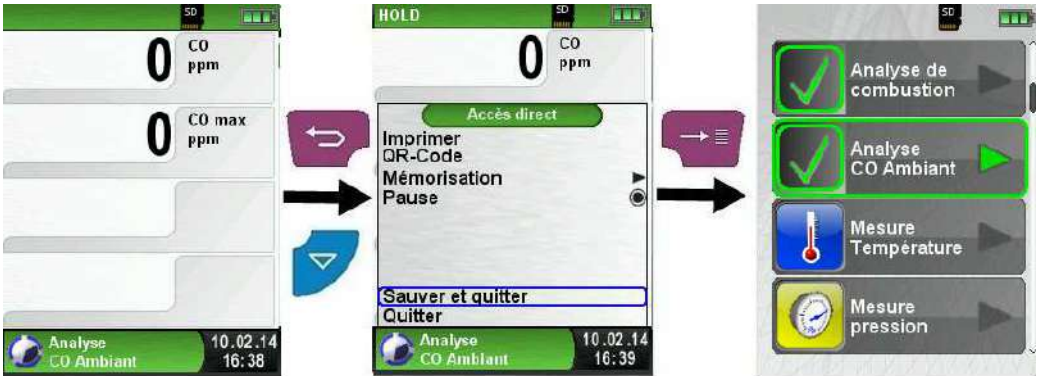 SD
0
CO
ppm
0
CO max
ppm
Analyse
CO Ambiant
10.02.14
16:38
HOLD
SD
0
CO
ppm
Accès direct
Imprimer
QR-Code
Mémorisation
Pause
Sauver et quitter
Quitter
Analyse
CO Ambiant
10.02.14
16:39
SD
Analyse de
combustion
Analyse
CO Ambiant
Mesure
Température
Mesure
pression